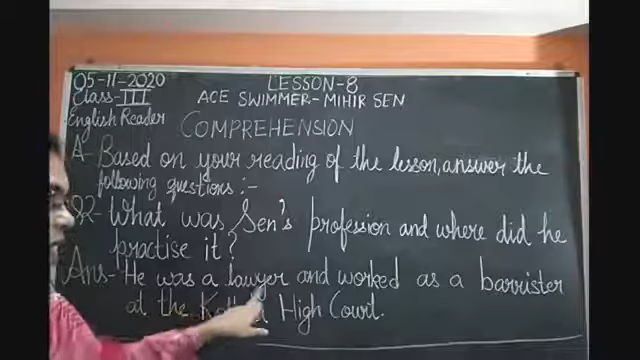 05-11-2020
LESSON-8
Class-III
ACE SWIMMER-MIHIR SEN
English Reader
COMPREHENSION
A- Based on your reading of the lesson, answer the
following questions:-
Q2- What was Sen's profession and where did he
practise it?
Ans- He was a lawyer and worked as a barrister
at the High Court.